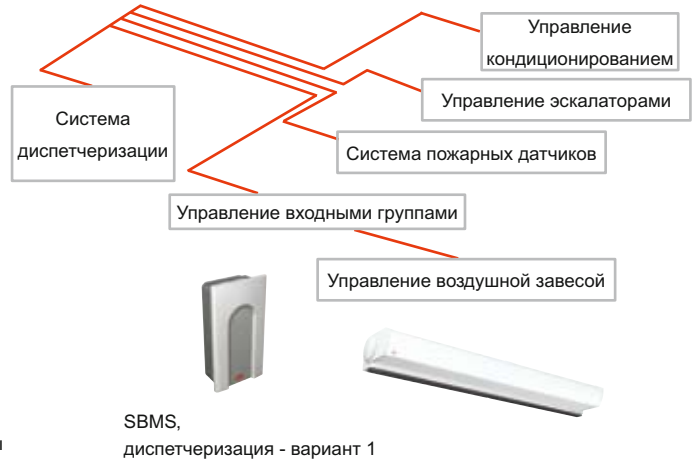 Управление
кондиционированием
Управление эскалаторами
Система
диспетчеризации
Система пожарных датчиков
Управление входными группами
Управление воздушной завесой
SBMS,
диспетчеризация - вариант 1